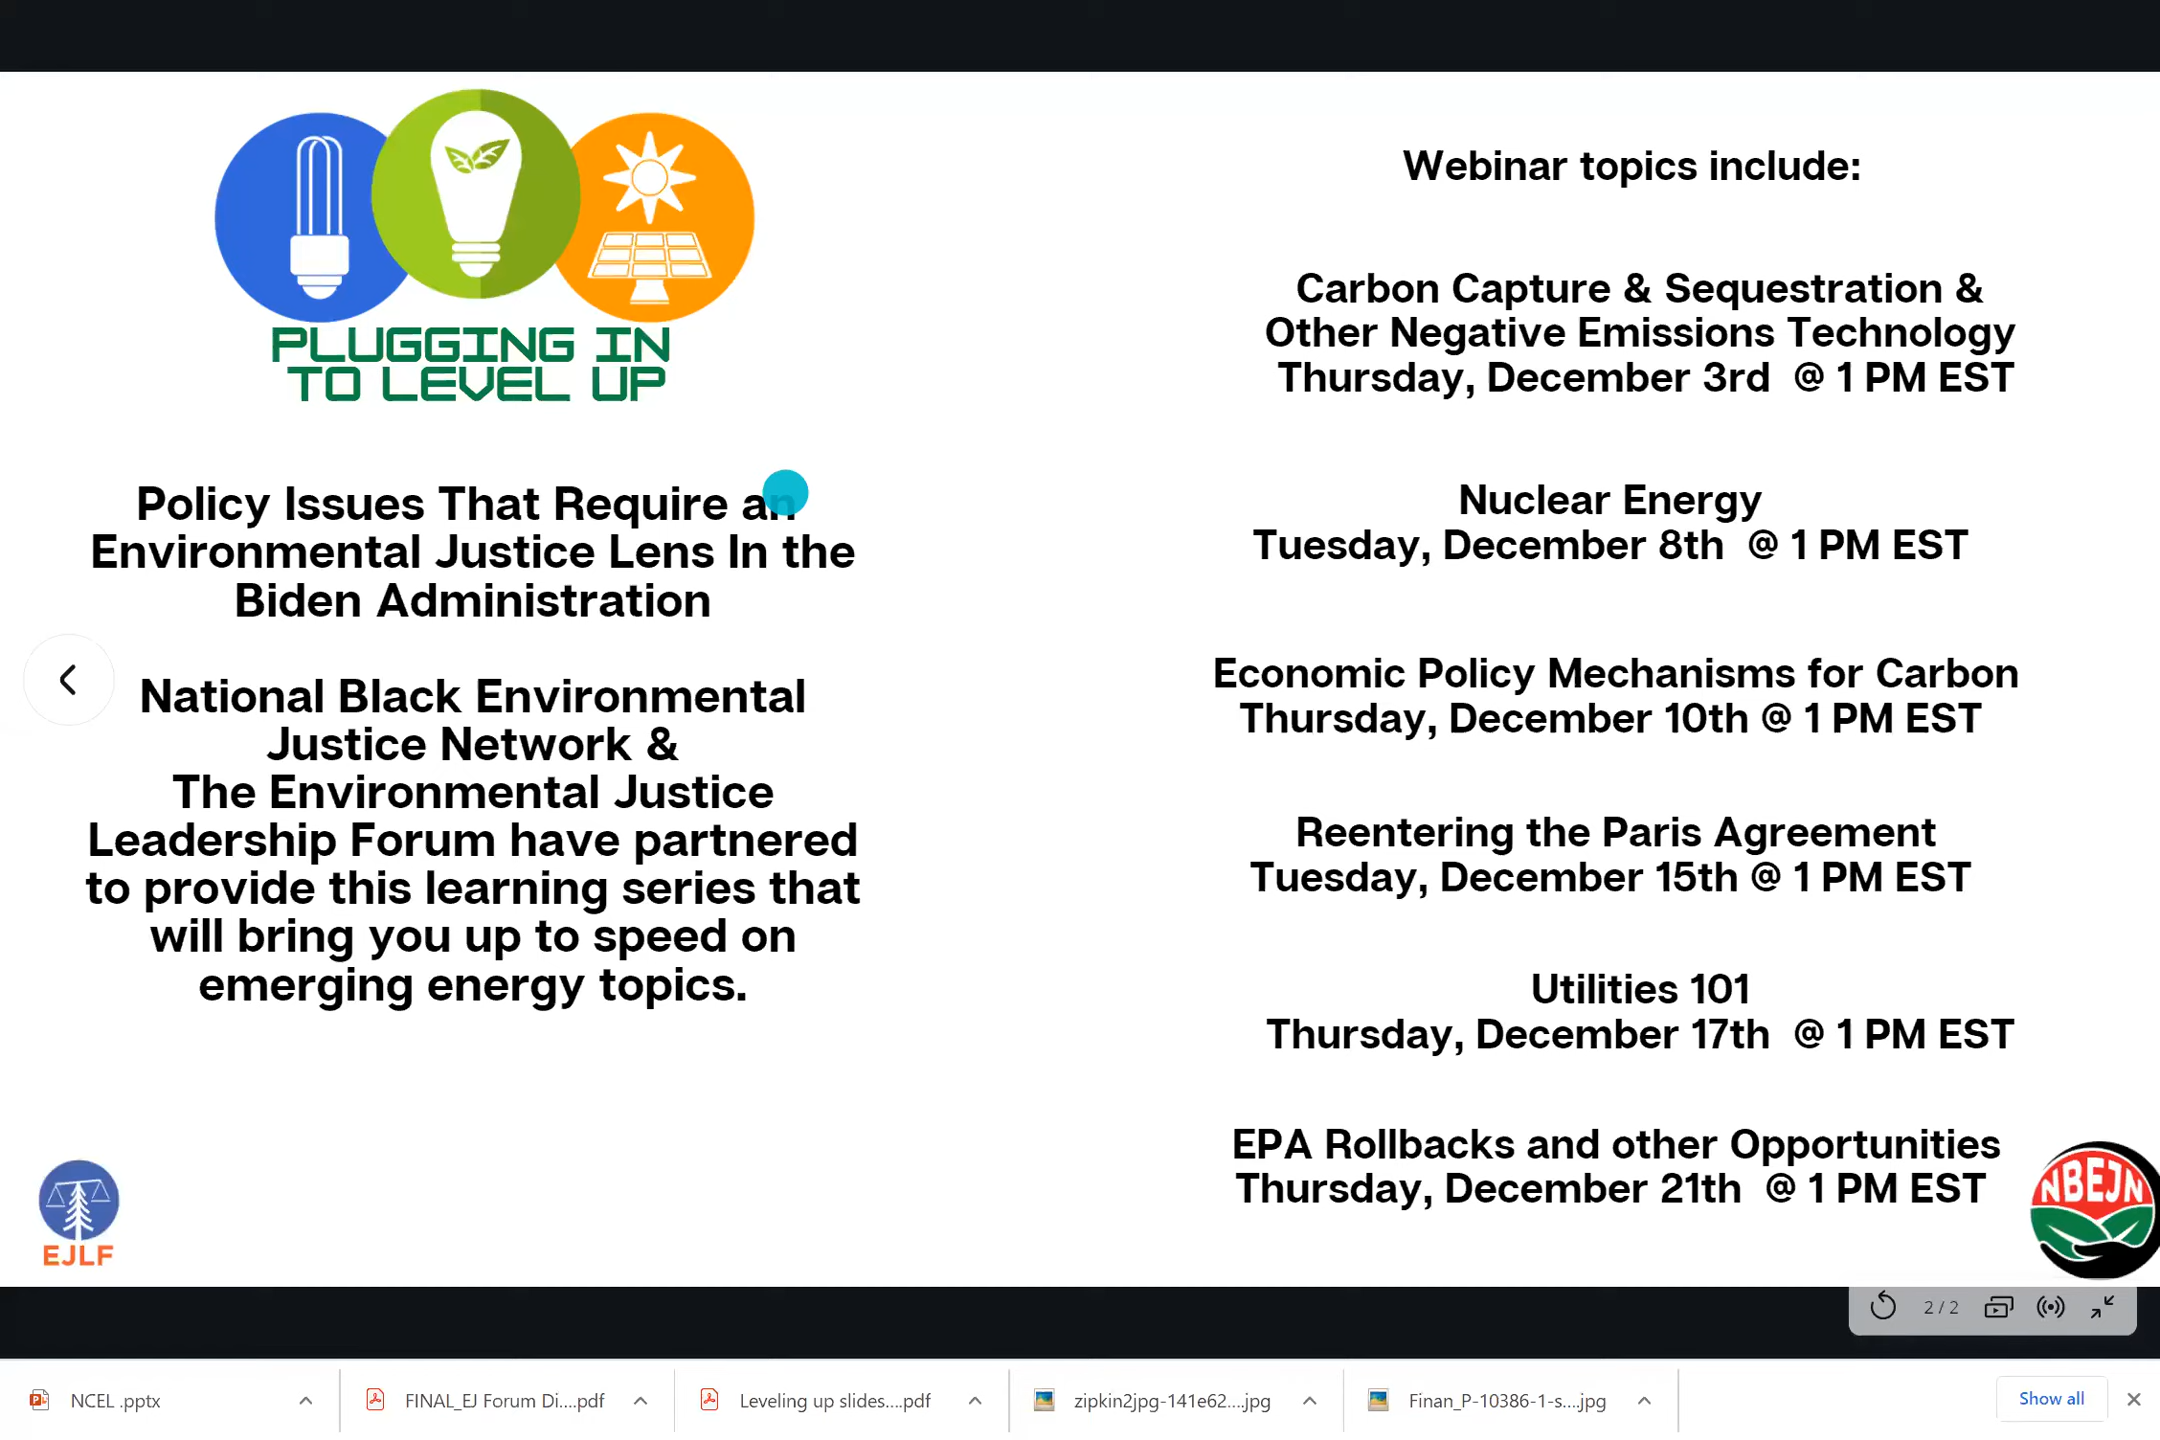 PLUGGING IN
TO LEVEL UP
Policy Issues That Require an
Environmental Justice Lens In the
Biden Administration
National Black Environmental
Justice Network &
The Environmental Justice
Leadership Forum have partnered
to provide this learning series that
will bring you up to speed on
emerging energy topics.
EJLF
Webinar topics include:
Carbon Capture & Sequestration &
Other Negative Emissions Technology
Thursday, December 3rd @ 1 PM EST
Nuclear Energy
Tuesday, December 8th @ 1 PM EST
Economic Policy Mechanisms for Carbon
Thursday, December 10th @ 1 PM EST
Reentering the Paris Agreement
Tuesday, December 15th @ 1 PM EST
Utilities 101
Thursday, December 17th @ 1 PM EST
EPA Rollbacks and other Opportunities
Thursday, December 21th @ 1 PM EST
NBEJN
2 / 2
NCEL .pptx
FINAL_EJ Forum Di....pdf
Leveling up slides....pdf
zipkin2jpg-141e62...jpg
Finan_P-10386-1-s...jpg
Show all